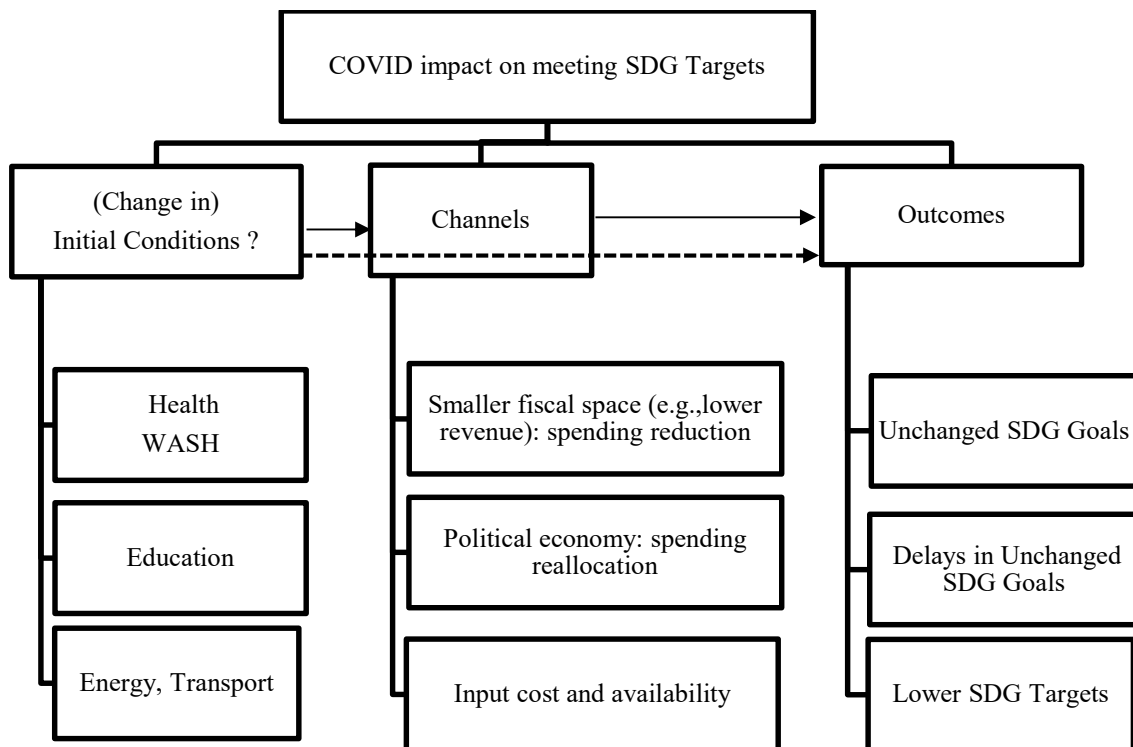 COVID impact on meeting SDG Targets
(Change in)
Initial Conditions ?
Channels
Outcomes
Health
WASH
Education
Energy, Transport
Smaller fiscal space (e.g.,lower
revenue): spending reduction
Political economy: spending
reallocation
Input cost and availability
Unchanged SDG Goals
Delays in Unchanged
SDG Goals
Lower SDG Targets